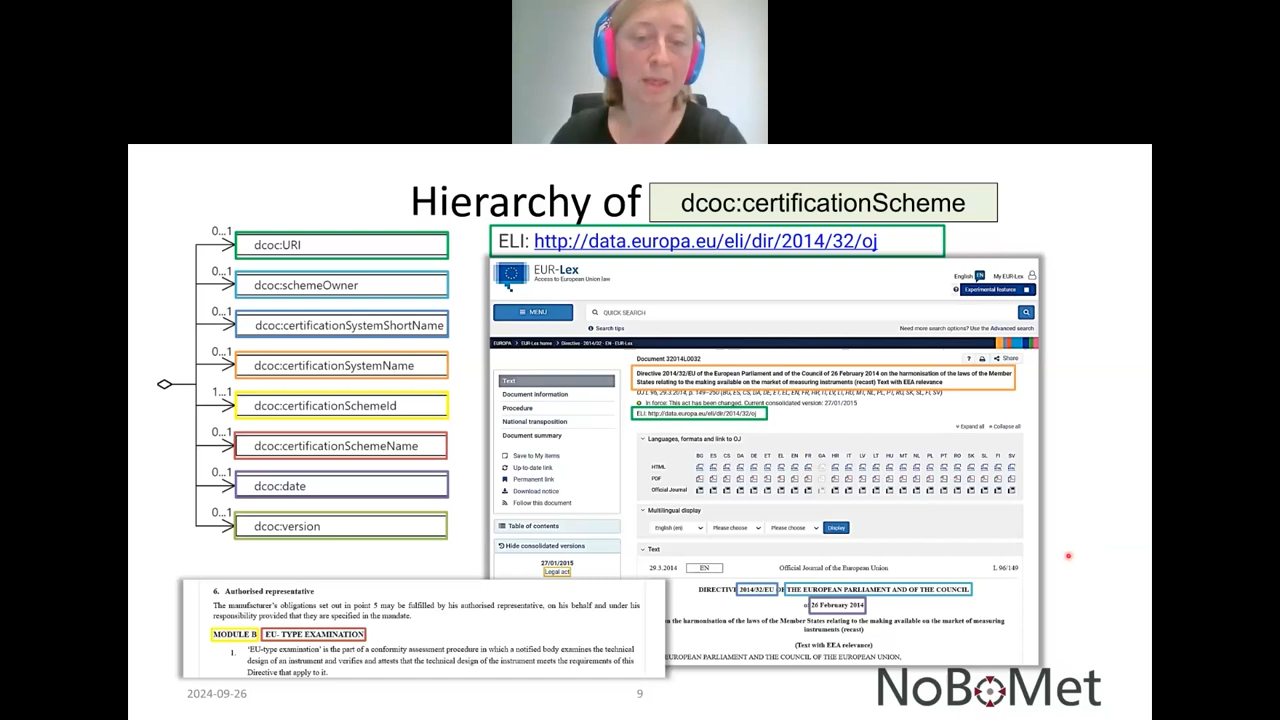 Hierarchy of dcoc:certificationScheme
0...1
dcoc:URI
0...1
dcoc:schemeOwner
0...1
dcoc:certificationSystemShortName
0...1
dcoc:certificationSystemName
1...1
dcoc:certificationSchemeId
0...1
dcoc:certificationSchemeName
0...1
dcoc:date
0...1
dcoc:version
ELI: http://data.europa.eu/eli/dir/2014/32/oj
EUR-Lex
Access to European Union law
English EN My EUR-Lex
Experimental features
MENU
QUICK SEARCH
Search tips
Need more search options? Use the Advanced search
EUROPA > EUR-Lex home > Directive - 2014/32 - EN - EUR-Lex
Document 32014L0032
Share
Text
Document information
Procedure
National transposition
Document summary
Save to My items
Up-to-date link
Permanent link
Download notice
Follow this document
Table of contents
Hide consolidated versions
27/01/2015
Legal act
Directive 2014/32/EU of the European Parliament and of the Council of 26 February 2014 on the harmonisation of the laws of the Member
States relating to the making available on the market of measuring instruments (recast) Text with EEA relevance
OJ L 96, 29.3.2014, p. 149–250 (BG, ES, CS, DA, DE, ET, EL, EN, FR, HR, IT, LV, LT, HU, MT, NL, PL, PT, RO, SK, SL, FI, SV)
In force: This act has been changed. Current consolidated version: 27/01/2015
ELI: http://data.europa.eu/eli/dir/2014/32/oj
Expand all Collapse all
Languages, formats and link to OJ
BG ES CS DA DE ET EL EN FR GA HR IT LV LT HU MT NL PL PT RO SK SL FI SV
HTML
PDF
Official Journal
Multilingual display
English (en) Please choose Please choose Display
Text
29.3.2014 EN Official Journal of the European Union L 96/149
DIRECTIVE 2014/32/EU OF THE EUROPEAN PARLIAMENT AND OF THE COUNCIL
of 26 February 2014
on the harmonisation of the laws of the Member States relating to the making available on the market of measuring
instruments (recast)
(Text with EEA relevance)
EUROPEAN PARLIAMENT AND THE COUNCIL OF THE EUROPEAN UNION,
6. Authorised representative
The manufacturer's obligations set out in point 5 may be fulfilled by his authorised representative, on his behalf and under his
responsibility provided that they are specified in the mandate.
MODULE B EU- TYPE EXAMINATION
1. 'EU-type examination' is the part of a conformity assessment procedure in which a notified body examines the technical
design of an instrument and verifies and attests that the technical design of the instrument meets the requirements of this
Directive that apply to it.
2024-09-26
9
NoBoMet